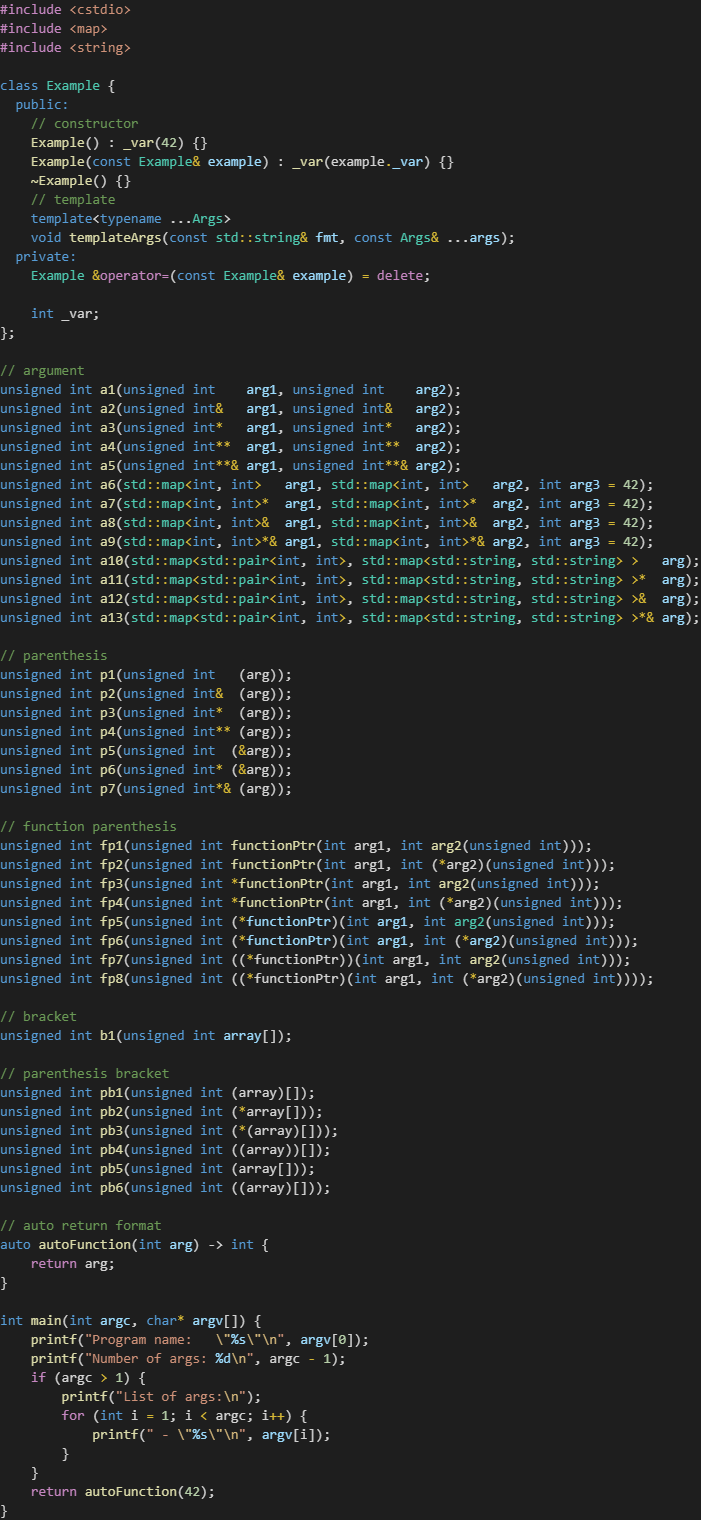 #include <cstdio>
#include <map>
#include <string>

class Example {
  public:
    // constructor
    Example() : _var(42) {}
    Example(const Example& example) : _var(example._var) {}
    ~Example() {}
    // template
    template<typename ...Args>
    void templateArgs(const std::string& fmt, const Args& ...args);
  private:
    Example &operator=(const Example& example) = delete;

    int _var;
};

// argument
unsigned int a1(unsigned int    arg1, unsigned int    arg2);
unsigned int a2(unsigned int&   arg1, unsigned int&   arg2);
unsigned int a3(unsigned int*   arg1, unsigned int*   arg2);
unsigned int a4(unsigned int**  arg1, unsigned int**  arg2);
unsigned int a5(unsigned int**& arg1, unsigned int**& arg2);
unsigned int a6(std::map<int, int>   arg1, std::map<int, int>   arg2, int arg3 = 42);
unsigned int a7(std::map<int, int>*  arg1, std::map<int, int>*  arg2, int arg3 = 42);
unsigned int a8(std::map<int, int>&  arg1, std::map<int, int>&  arg2, int arg3 = 42);
unsigned int a9(std::map<int, int>*& arg1, std::map<int, int>*& arg2, int arg3 = 42);
unsigned int a10(std::map<std::pair<int, int>, std::map<std::string, std::string> >   arg);
unsigned int a11(std::map<std::pair<int, int>, std::map<std::string, std::string> >*  arg);
unsigned int a12(std::map<std::pair<int, int>, std::map<std::string, std::string> >&  arg);
unsigned int a13(std::map<std::pair<int, int>, std::map<std::string, std::string> >*& arg);

// parenthesis
unsigned int p1(unsigned int   (arg));
unsigned int p2(unsigned int&  (arg));
unsigned int p3(unsigned int*  (arg));
unsigned int p4(unsigned int** (arg));
unsigned int p5(unsigned int  (&arg));
unsigned int p6(unsigned int* (&arg));
unsigned int p7(unsigned int*& (arg));

// function parenthesis
unsigned int fp1(unsigned int functionPtr(int arg1, int arg2(unsigned int)));
unsigned int fp2(unsigned int functionPtr(int arg1, int (*arg2)(unsigned int)));
unsigned int fp3(unsigned int *functionPtr(int arg1, int arg2(unsigned int)));
unsigned int fp4(unsigned int *functionPtr(int arg1, int (*arg2)(unsigned int)));
unsigned int fp5(unsigned int (*functionPtr)(int arg1, int arg2(unsigned int)));
unsigned int fp6(unsigned int (*functionPtr)(int arg1, int (*arg2)(unsigned int)));
unsigned int fp7(unsigned int ((*functionPtr))(int arg1, int arg2(unsigned int)));
unsigned int fp8(unsigned int ((*functionPtr)(int arg1, int (*arg2)(unsigned int))));

// bracket
unsigned int b1(unsigned int array[]);

// parenthesis bracket
unsigned int pb1(unsigned int (array)[]);
unsigned int pb2(unsigned int (*array[]));
unsigned int pb3(unsigned int (*(array)[]));
unsigned int pb4(unsigned int ((array))[]);
unsigned int pb5(unsigned int (array[]));
unsigned int pb6(unsigned int ((array)[]));

// auto return format
auto autoFunction(int arg) -> int {
    return arg;
}

int main(int argc, char* argv[]) {
    printf("Program name:   \"%s\"\n", argv[0]);
    printf("Number of args: %d\n", argc - 1);
    if (argc > 1) {
        printf("List of args:\n");
        for (int i = 1; i < argc; i++) {
            printf(" - \"%s\"\n", argv[i]);
        }
    }
    return autoFunction(42);
}